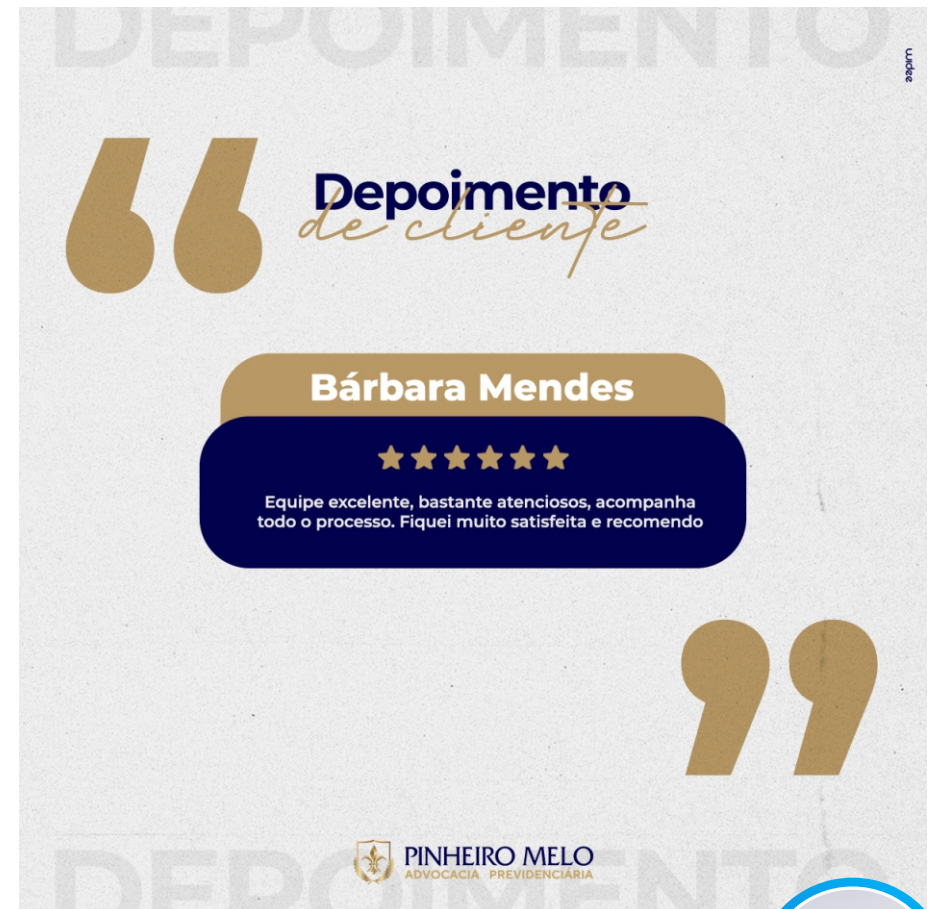 DEPOIMENTO
widee
Depoimento
de cliente
Bárbara Mendes
Equipe excelente, bastante atenciosos, acompanha
todo o processo. Fiquei muito satisfeita e recomendo
PINHEIRO MELO
ADVOCACIA PREVIDENCIÁRIA
DEPOIMENTO